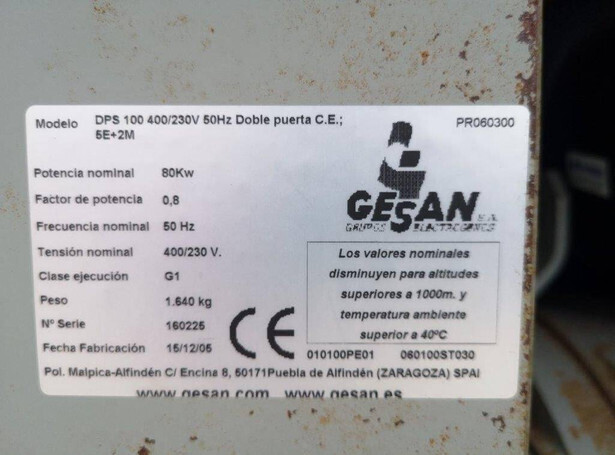 Modelo DPS 100 400/230V 50Hz Doble puerta C.E.; PR060300
5E+2M
Potencia nominal 80Kw
Factor de potencia 0,8
Frecuencia nominal 50 Hz
Tensión nominal 400/230 V.
Clase ejecución G1
Peso 1.640 kg
Nº Serie 160225
Fecha Fabricación 15/12/05
GESAN S.A.
GRUPOS ELECTROGENOS
Los valores nominales
disminuyen para altitudes
superiores a 1000m. y
temperatura ambiente
superior a 40ºC
CE
010100PE01 060100ST030
Pol. Malpica-Alfindén C/ Encina 8, 50171Puebla de Alfindén (ZARAGOZA) SPAI
www.gesan.com www.gesan.es